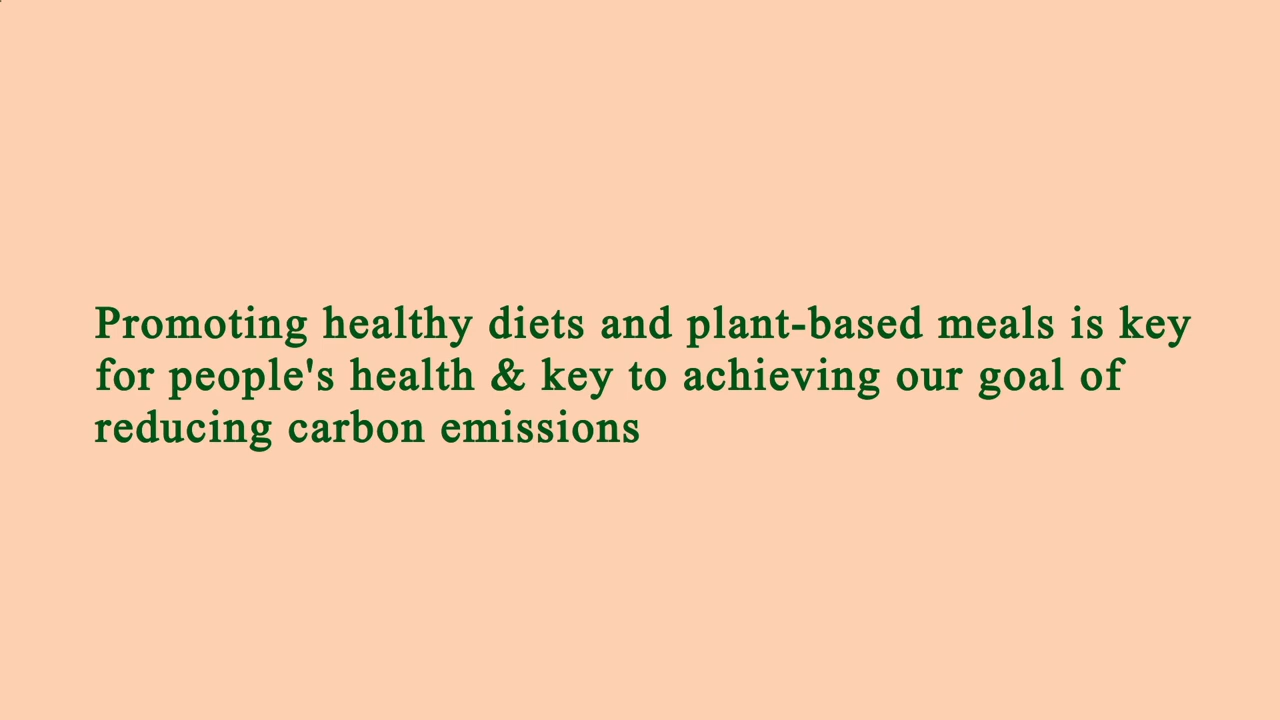 Promoting healthy diets and plant-based meals is key
for people's health & key to achieving our goal of
reducing carbon emissions